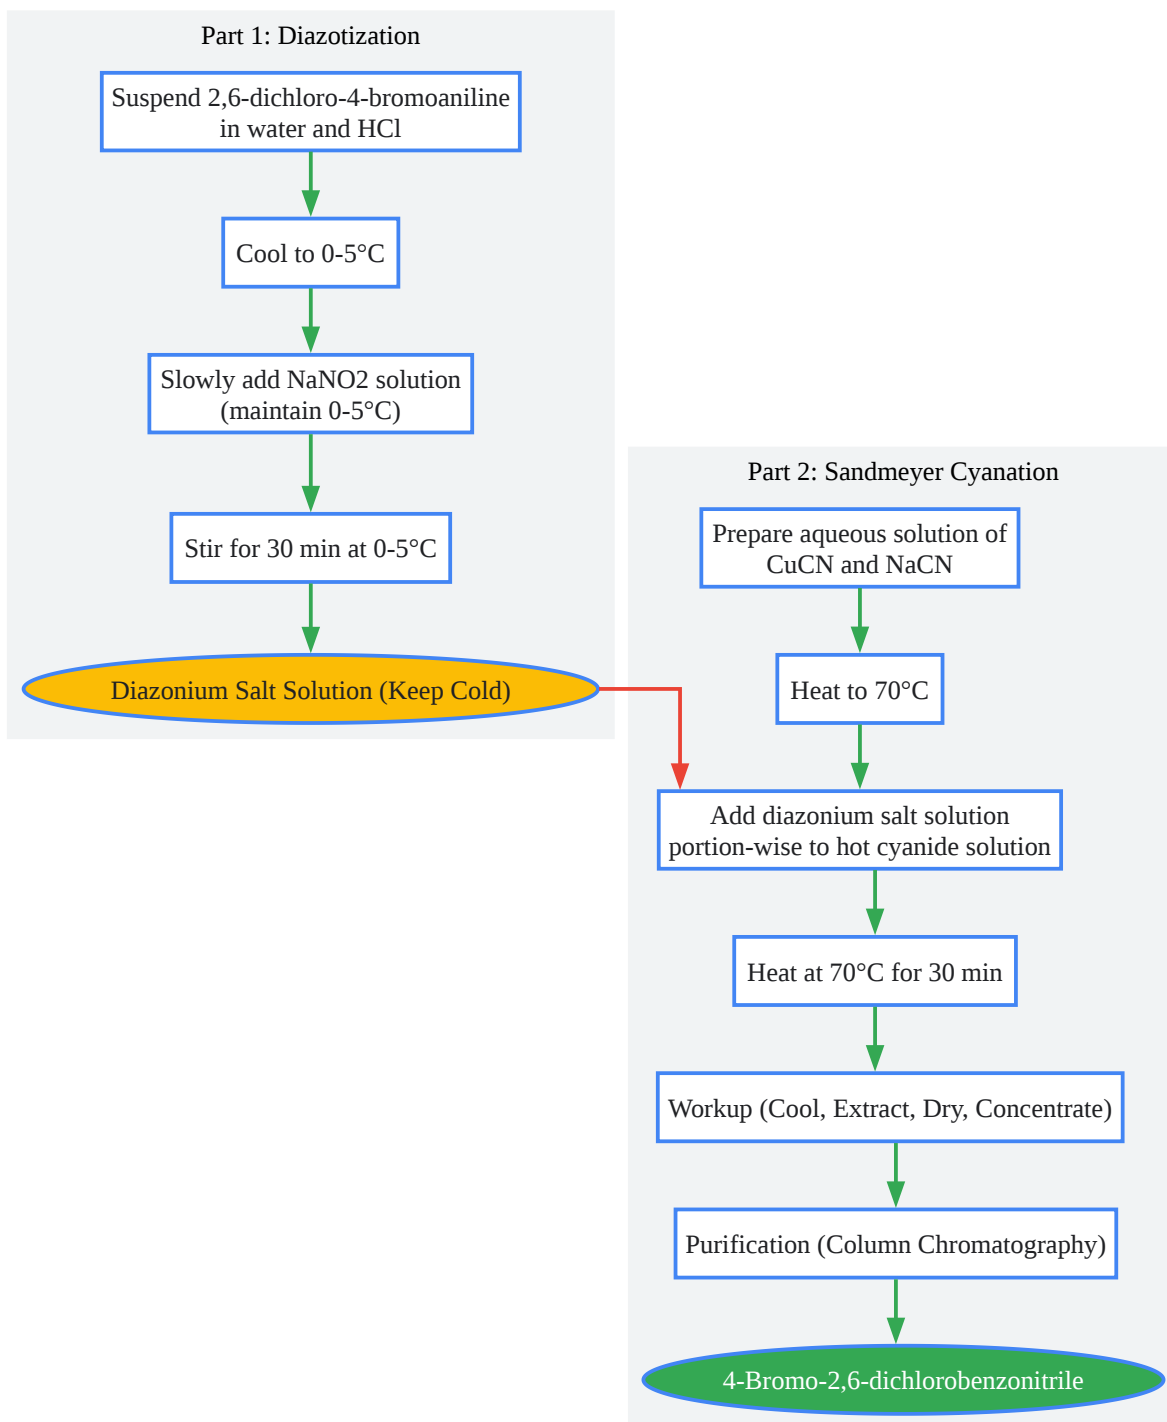 Part 1: Diazotization
Suspend 2,6-dichloro-4-bromoaniline
in water and HCl
Cool to 0-5°C
Slowly add NaNO2 solution
(maintain 0-5°C)
Stir for 30 min at 0-5°C
Diazonium Salt Solution (Keep Cold)
Part 2: Sandmeyer Cyanation
Prepare aqueous solution of
CuCN and NaCN
Heat to 70°C
Add diazonium salt solution
portion-wise to hot cyanide solution
Heat at 70°C for 30 min
Workup (Cool, Extract, Dry, Concentrate)
Purification (Column Chromatography)
4-Bromo-2,6-dichlorobenzonitrile